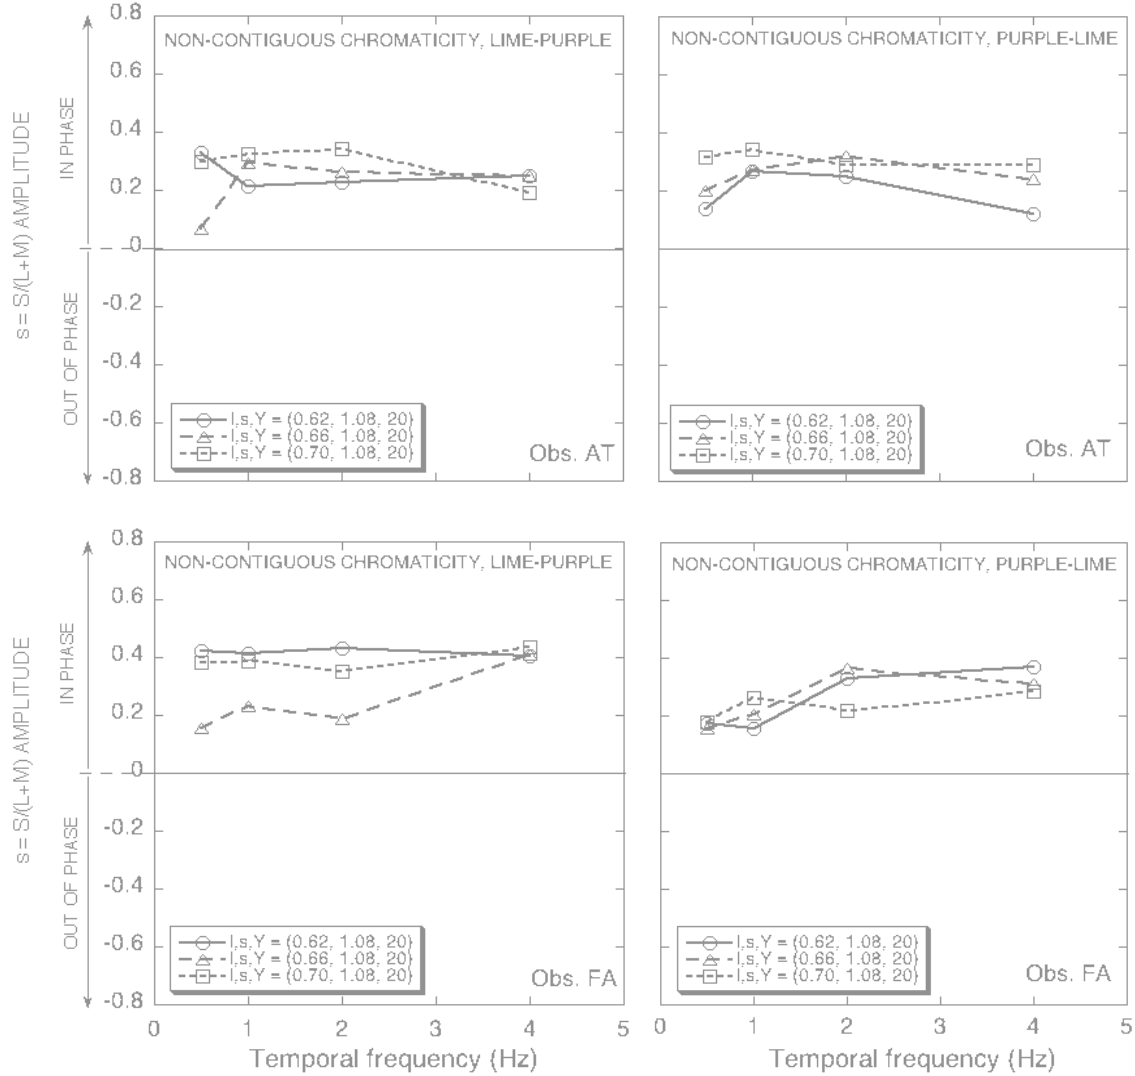 0.8
NON-CONTIGUOUS CHROMATICITY, LIME-PURPLE
NON-CONTIGUOUS CHROMATICITY, PURPLE-LIME
0.6
0.4
0.2
0
-0.2
-0.4
-0.6
-0.8
s = S/(L+M) AMPLITUDE
IN PHASE
OUT OF PHASE
l,s,Y = {0.62, 1.08, 20}
l,s,Y = {0.66, 1.08, 20}
l,s,Y = {0.70, 1.08, 20}
Obs. AT
l,s,Y = {0.62, 1.08, 20}
l,s,Y = {0.66, 1.08, 20}
l,s,Y = {0.70, 1.08, 20}
Obs. AT
0.8
NON-CONTIGUOUS CHROMATICITY, LIME-PURPLE
NON-CONTIGUOUS CHROMATICITY, PURPLE-LIME
0.6
0.4
0.2
0
-0.2
-0.4
-0.6
-0.8
s = S/(L+M) AMPLITUDE
IN PHASE
OUT OF PHASE
l,s,Y = {0.62, 1.08, 20}
l,s,Y = {0.66, 1.08, 20}
l,s,Y = {0.70, 1.08, 20}
Obs. FA
l,s,Y = {0.62, 1.08, 20}
l,s,Y = {0.66, 1.08, 20}
l,s,Y = {0.70, 1.08, 20}
Obs. FA
0 1 2 3 4 5
0 1 2 3 4 5
Temporal frequency (Hz)
Temporal frequency (Hz)